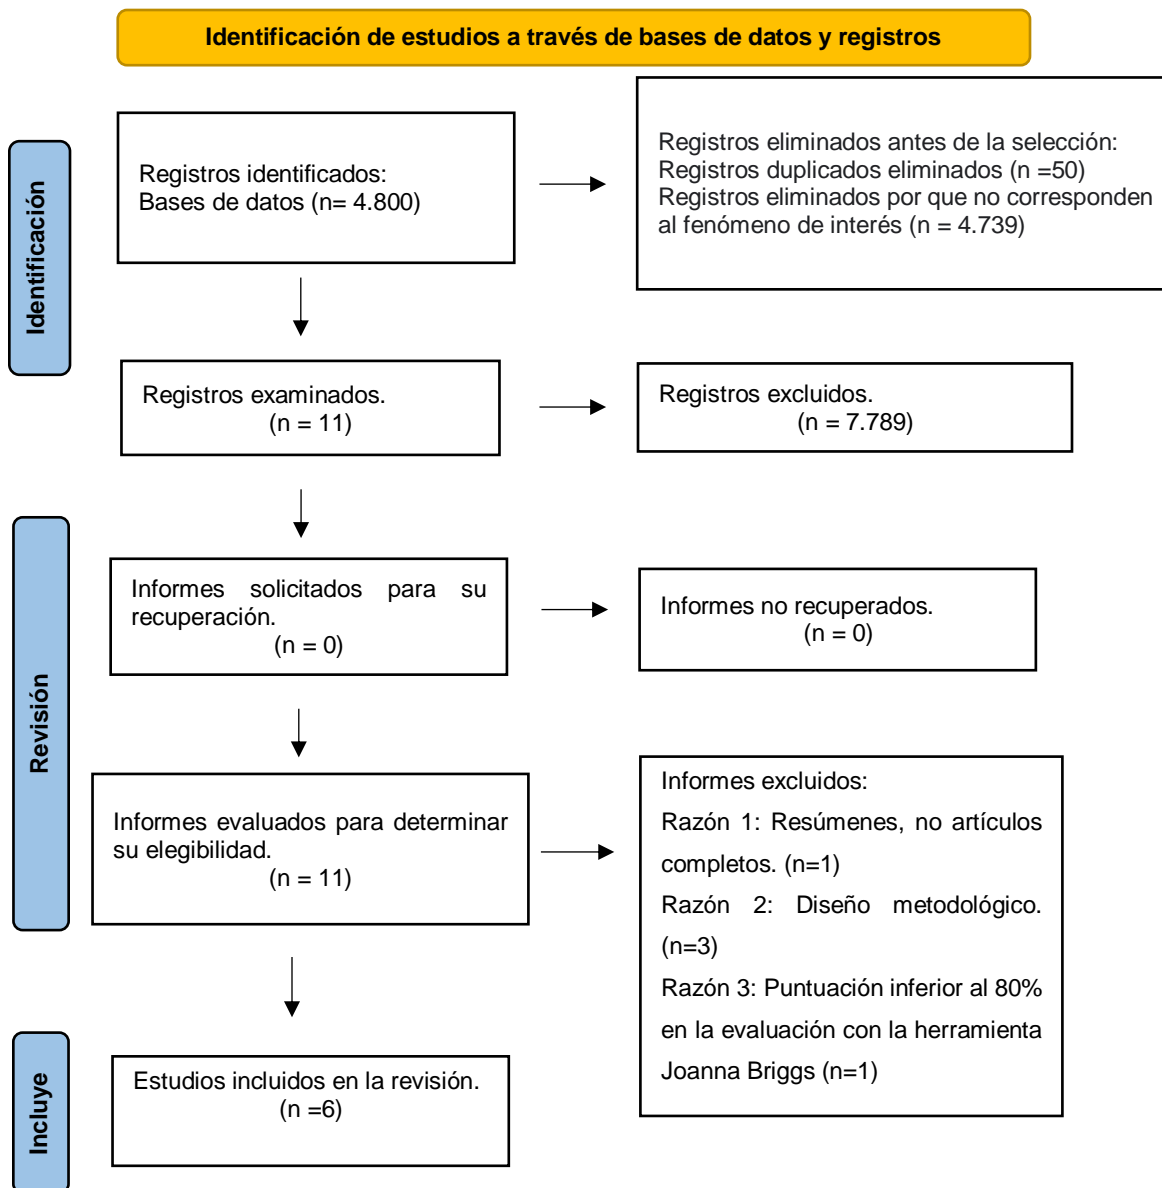 Identificación de estudios a través de bases de datos y registros
Identificación
Registros identificados:
Bases de datos (n= 4.800)
Registros eliminados antes de la selección:
Registros duplicados eliminados (n =50)
Registros eliminados por que no corresponden
al fenómeno de interés (n = 4.739)
Registros examinados.
(n = 11)
Registros excluidos.
(n = 7.789)
Revisión
Informes solicitados para su
recuperación.
(n = 0)
Informes no recuperados.
(n = 0)
Informes evaluados para determinar
su elegibilidad.
(n = 11)
Informes excluidos:
Razón 1: Resúmenes, no artículos
completos. (n=1)
Razón 2: Diseño metodológico.
(n=3)
Razón 3: Puntuación inferior al 80%
en la evaluación con la herramienta
Joanna Briggs (n=1)
Incluye
Estudios incluidos en la revisión.
(n =6)